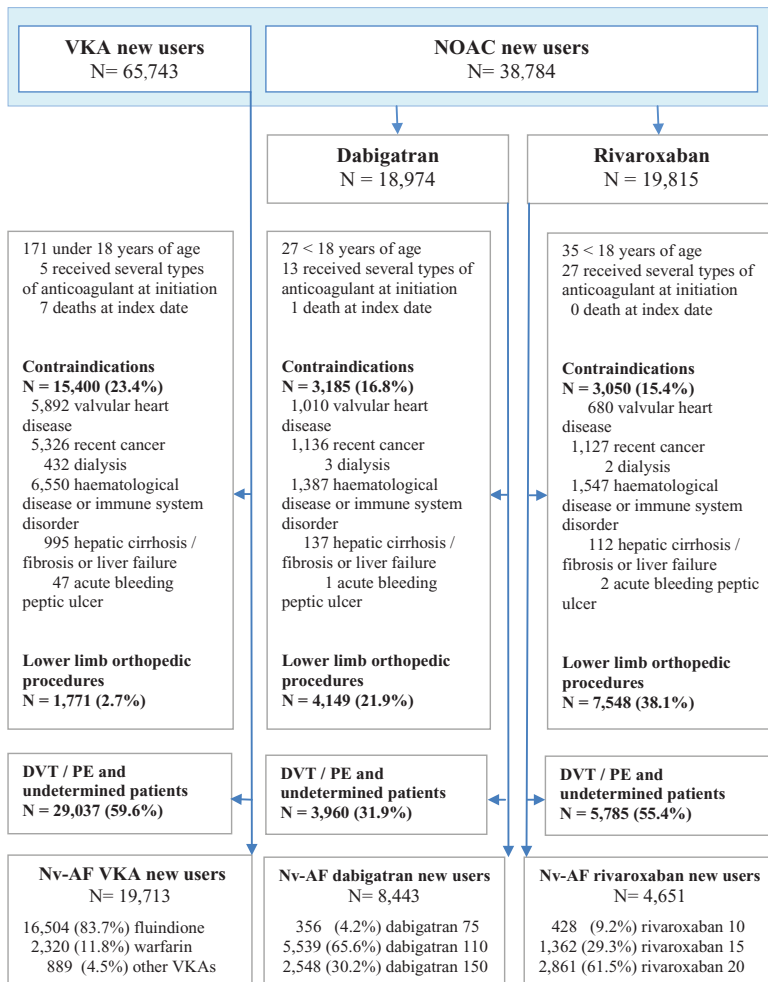 VKA new users
N= 65,743
NOAC new users
N= 38,784
Dabigatran
N = 18,974
Rivaroxaban
N = 19,815
171 under 18 years of age
5 received several types
of anticoagulant at initiation
7 deaths at index date
Contraindications
N = 15,400 (23.4%)
5,892 valvular heart
disease
5,326 recent cancer
432 dialysis
6,550 haematological
disease or immune system
disorder
995 hepatic cirrhosis /
fibrosis or liver failure
47 acute bleeding
peptic ulcer
Lower limb orthopedic
procedures
N = 1,771 (2.7%)
27 < 18 years of age
13 received several types of
anticoagulant at initiation
1 death at index date
Contraindications
N = 3,185 (16.8%)
1,010 valvular heart
disease
1,136 recent cancer
3 dialysis
1,387 haematological
disease or immune system
disorder
137 hepatic cirrhosis /
fibrosis or liver failure
1 acute bleeding
peptic ulcer
Lower limb orthopedic
procedures
N = 4,149 (21.9%)
35 < 18 years of age
27 received several types of
anticoagulant at initiation
0 death at index date
Contraindications
N = 3,050 (15.4%)
680 valvular heart
disease
1,127 recent cancer
2 dialysis
1,547 haematological
disease or immune system
disorder
112 hepatic cirrhosis /
fibrosis or liver failure
2 acute bleeding peptic
ulcer
Lower limb orthopedic
procedures
N = 7,548 (38.1%)
DVT / PE and
undetermined patients
N = 29,037 (59.6%)
DVT / PE and
undetermined patients
N = 3,960 (31.9%)
DVT / PE and
undetermined patients
N = 5,785 (55.4%)
Nv-AF VKA new users
N= 19,713
16,504 (83.7%) fluindione
2,320 (11.8%) warfarin
889 (4.5%) other VKAs
Nv-AF dabigatran new users
N= 8,443
356 (4.2%) dabigatran 75
5,539 (65.6%) dabigatran 110
2,548 (30.2%) dabigatran 150
Nv-AF rivaroxaban new users
N= 4,651
428 (9.2%) rivaroxaban 10
1,362 (29.3%) rivaroxaban 15
2,861 (61.5%) rivaroxaban 20